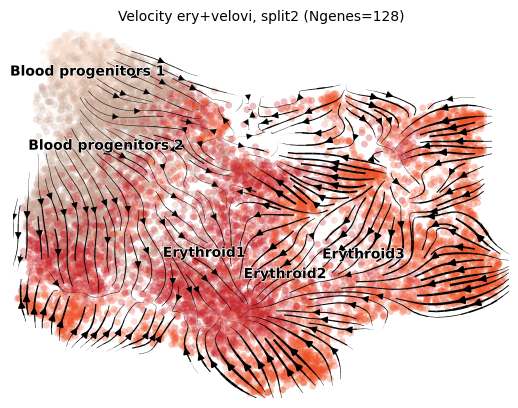 Velocity ery+velovi, split2 (Ngenes=128)
Blood progenitors 1
Blood progenitors 2
Erythroid1
Erythroid3
Erythroid2